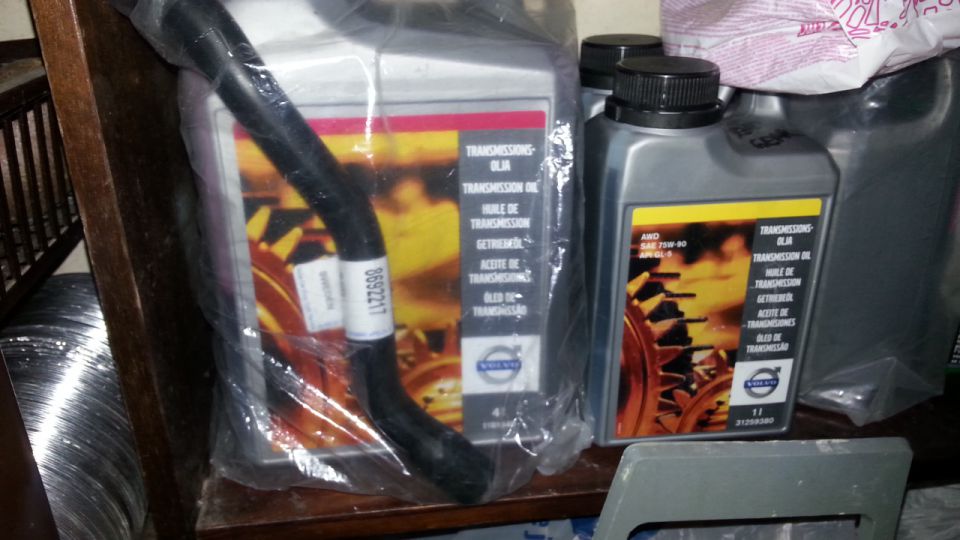 TRANSMISSIONS-
OLJA
TRANSMISSION OIL
HUILE DE
TRANSMISSION
GETRIEBEÖL
ACEITE DE
TRANSMISIONES
ÓLEO DE
TRANSMISSÃO
VOLVO
4
8692217
AWD
SAE 75W-90
API GL-5
TRANSMISSIONS-
OLJA
TRANSMISSION OIL
HUILE DE
TRANSMISSION
GETRIEBEÖL
ACEITE DE
TRANSMISIONES
ÓLEO DE
TRANSMISSÃO
VOLVO
1 l
31259380